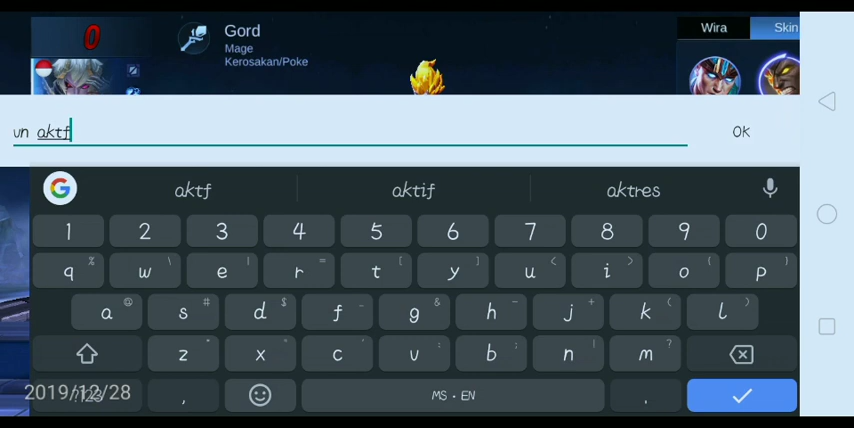 0
Gord
Mage
Kerosakan/Poke
Wira Skin
un aktf
OK
aktf aktif aktres
1 2 3 4 5 6 7 8 9 0
% \ | = [ ] < > ( )
q w e r t y u i o p
@ # $ _ & - + ( )
a s d f g h j k l
z x c v b n m
" : ; ! ?
2019/12/28
?123 , MS • EN .